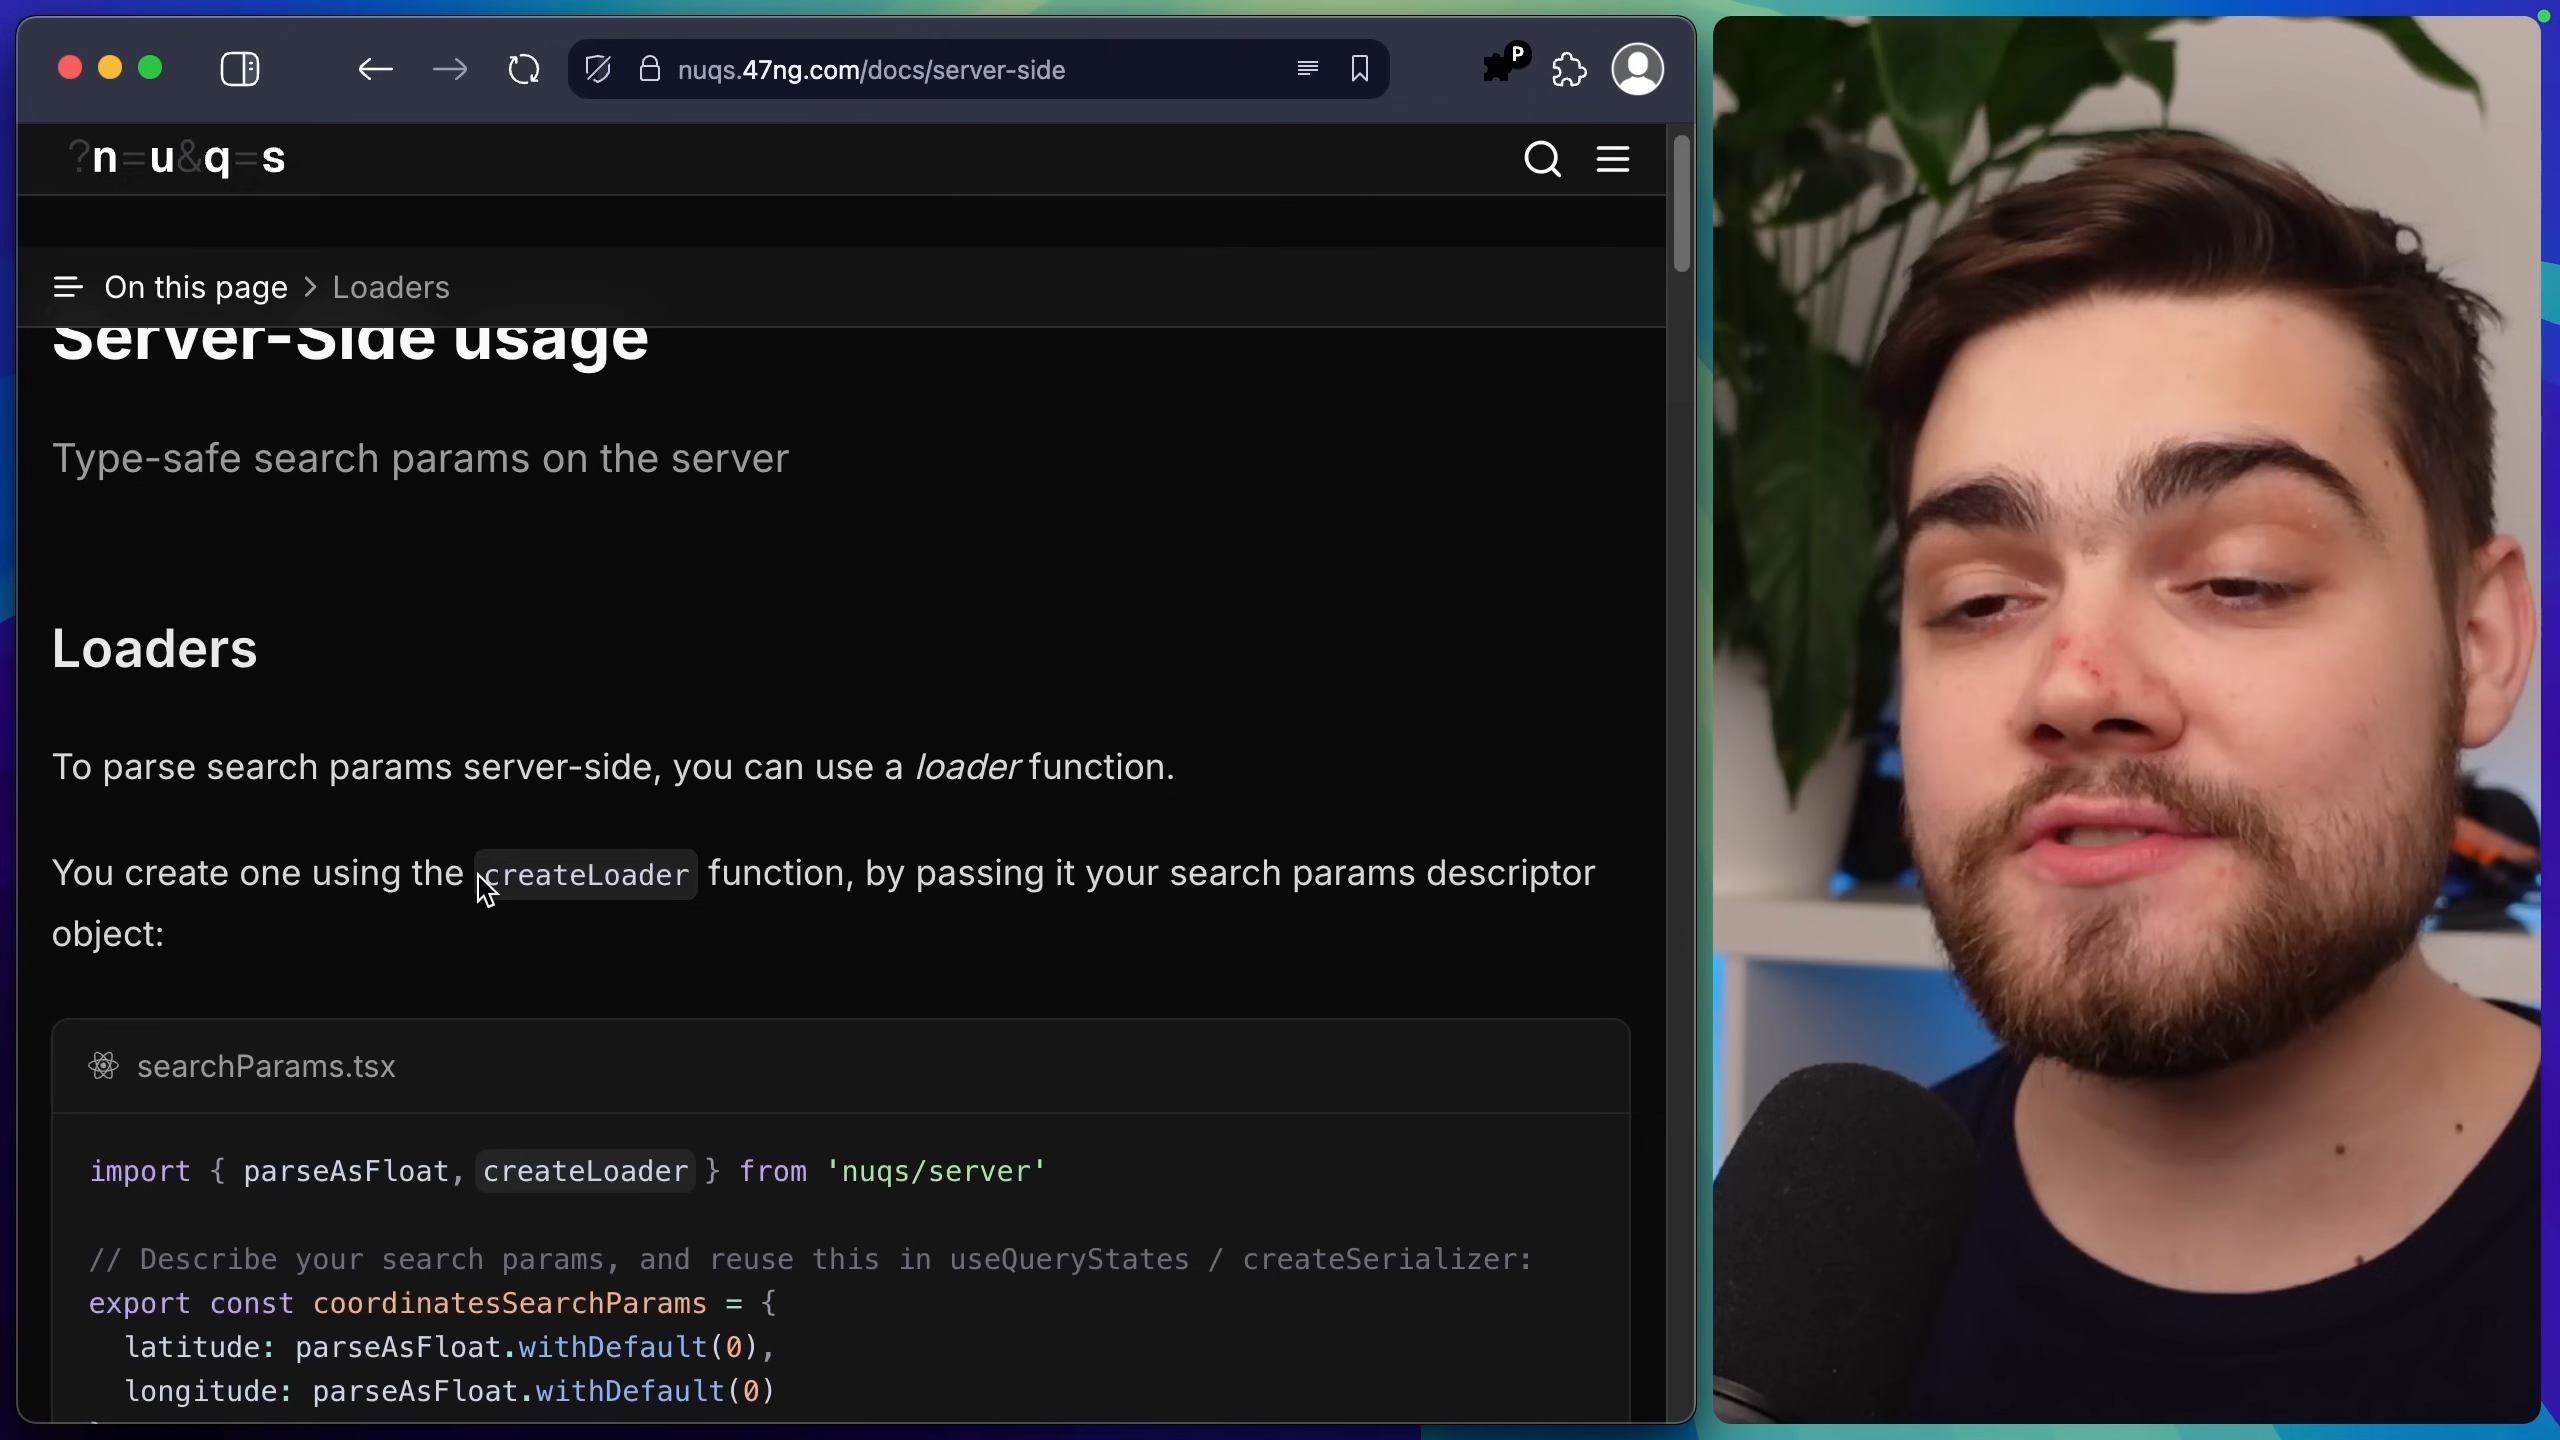 nuqs.47ng.com/docs/server-side
P
?n=u&q=s
On this page > Loaders
Server-Side usage
Type-safe search params on the server
Loaders
To parse search params server-side, you can use a loader function.
You create one using the createLoader function, by passing it your search params descriptor
object:
searchParams.tsx
import { parseAsFloat, createLoader } from 'nuqs/server'
// Describe your search params, and reuse this in useQueryStates / createSerializer:
export const coordinatesSearchParams = {
latitude: parseAsFloat.withDefault(0),
longitude: parseAsFloat.withDefault(0)